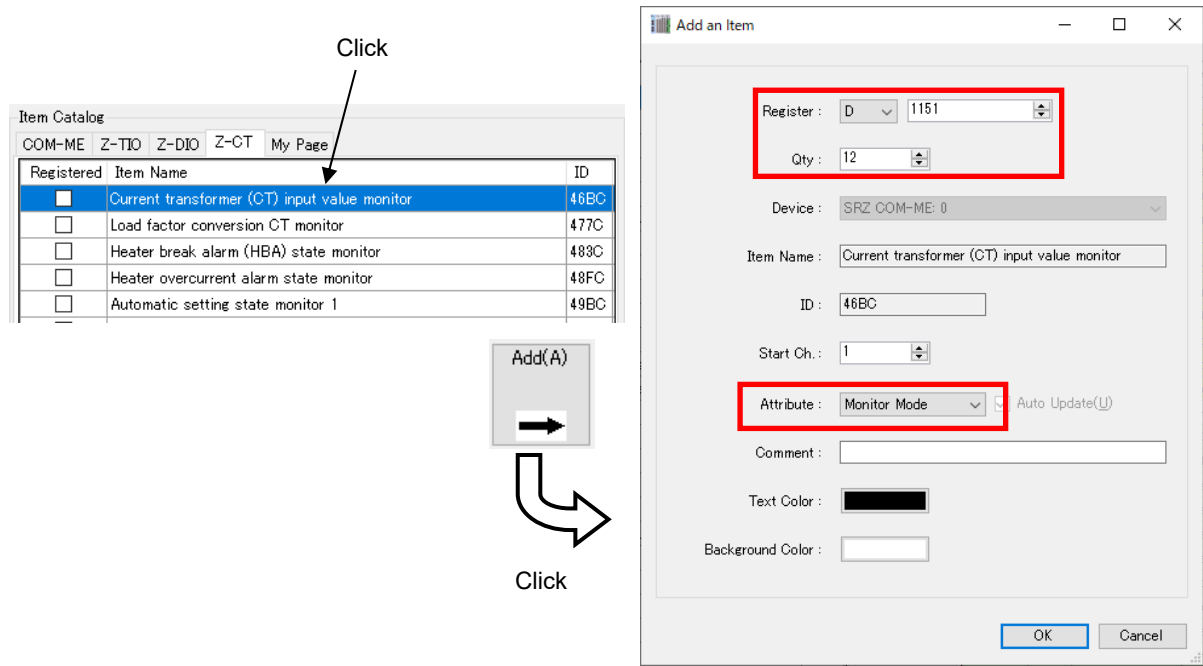 Click
Item Catalog
COM-ME Z-TIO Z-DIO Z-CT My Page
Registered Item Name ID
Current transformer (CT) input value monitor 46BC
Load factor conversion CT monitor 477C
Heater break alarm (HBA) state monitor 483C
Heater overcurrent alarm state monitor 48FC
Automatic setting state monitor 1 49BC
Add(A)
Click
Add an Item
Register : D 1151
Qty : 12
Device : SRZ COM-ME: 0
Item Name : Current transformer (CT) input value monitor
ID : 46BC
Start Ch. : 1
Attribute : Monitor Mode Auto Update(U)
Comment :
Text Color :
Background Color :
OK Cancel